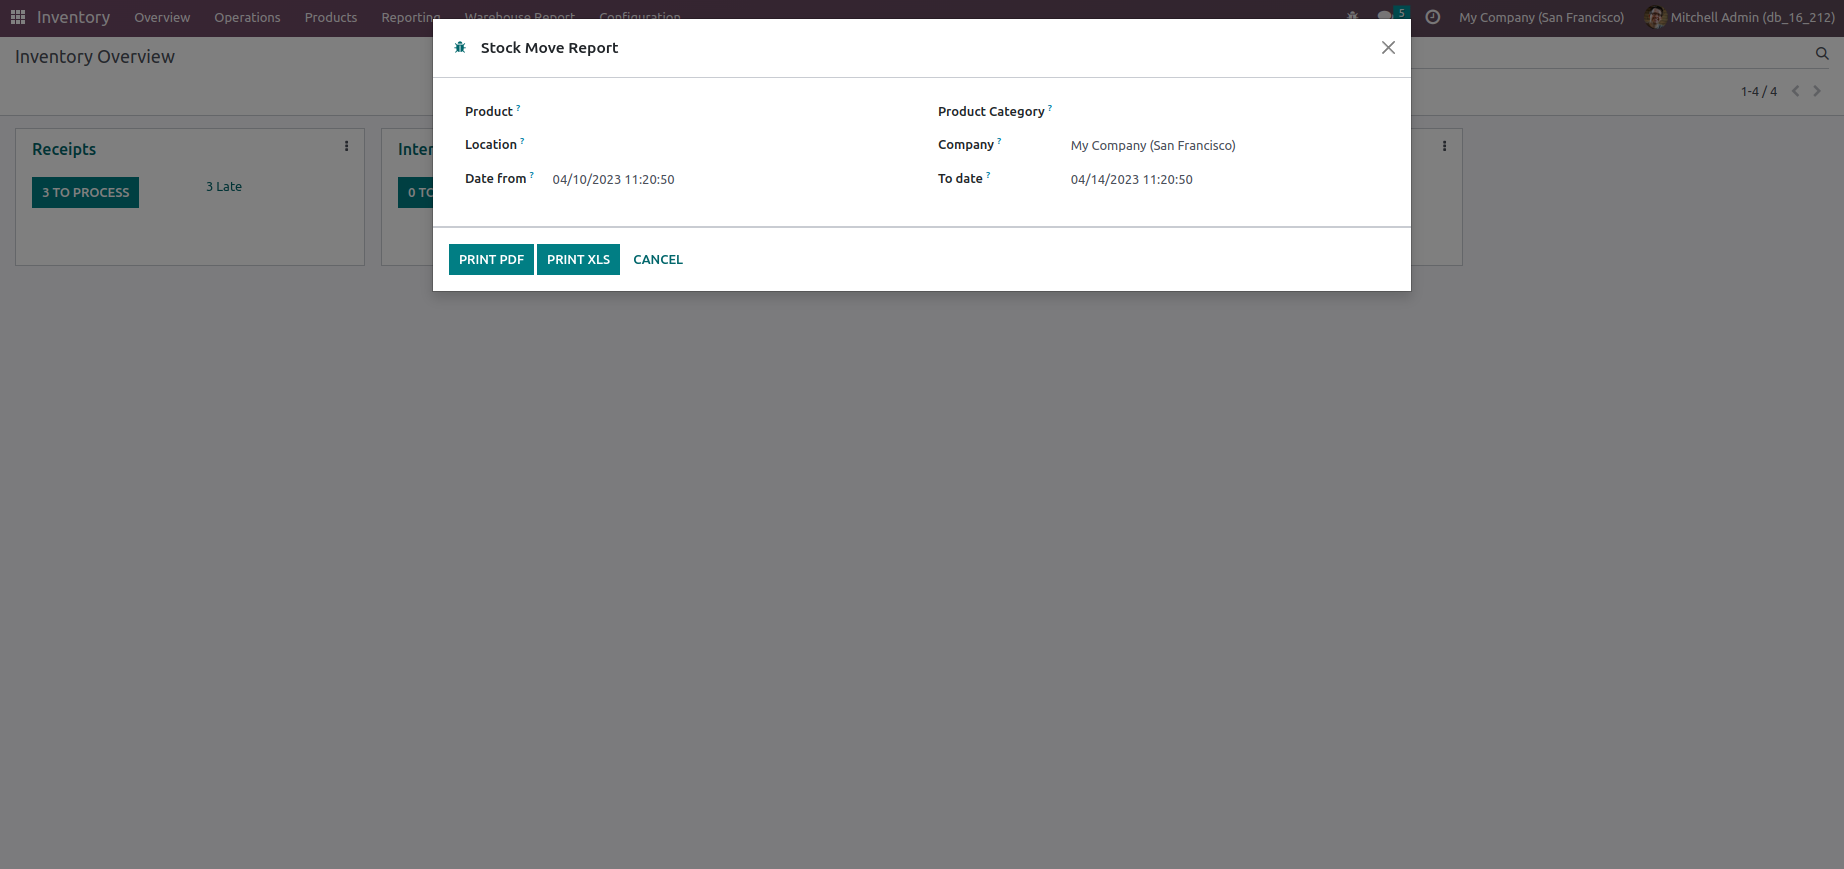 Inventory Overview Operations Products Reporting Warehouse Report Configuration 5 My Company (San Francisco) Mitchell Admin (db_16_212)
Inventory Overview
1-4 / 4
Stock Move Report
Product ? Product Category ?
Location ? Company ? My Company (San Francisco)
Date from ? 04/10/2023 11:20:50 To date ? 04/14/2023 11:20:50
PRINT PDF PRINT XLS CANCEL
Receipts
3 TO PROCESS 3 Late
Inter
0 TO